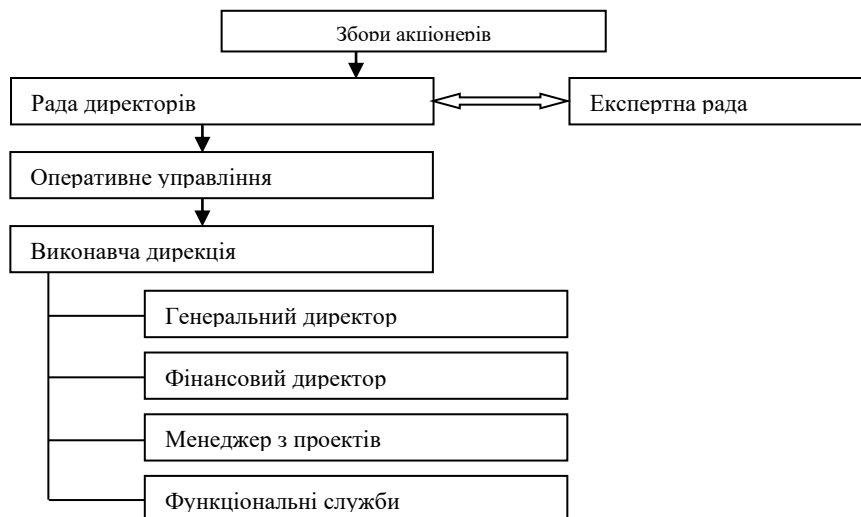 Збори акціонерів
Рада директорів
Експертна рада
Оперативне управління
Виконавча дирекція
Генеральний директор
Фінансовий директор
Менеджер з проектів
Функціональні служби